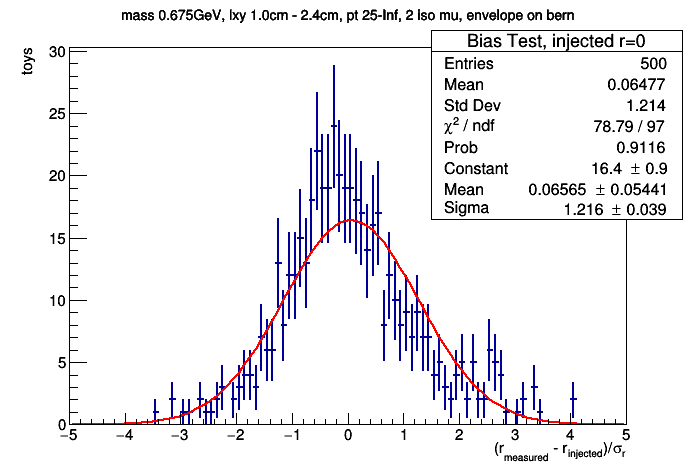 mass 0.675GeV, lxy 1.0cm - 2.4cm, pt 25-Inf, 2 iso mu, envelope on bern
toys
30
25
20
15
10
5
0
Bias Test, injected r=0
Entries 500
Mean 0.06477
Std Dev 1.214
χ² / ndf 78.79 / 97
Prob 0.9116
Constant 16.4 ± 0.9
Mean 0.06565 ± 0.05441
Sigma 1.216 ± 0.039
−5 −4 −3 −2 −1 0 1 2 3 4 5
(r_measured - r_injected)/σ_r